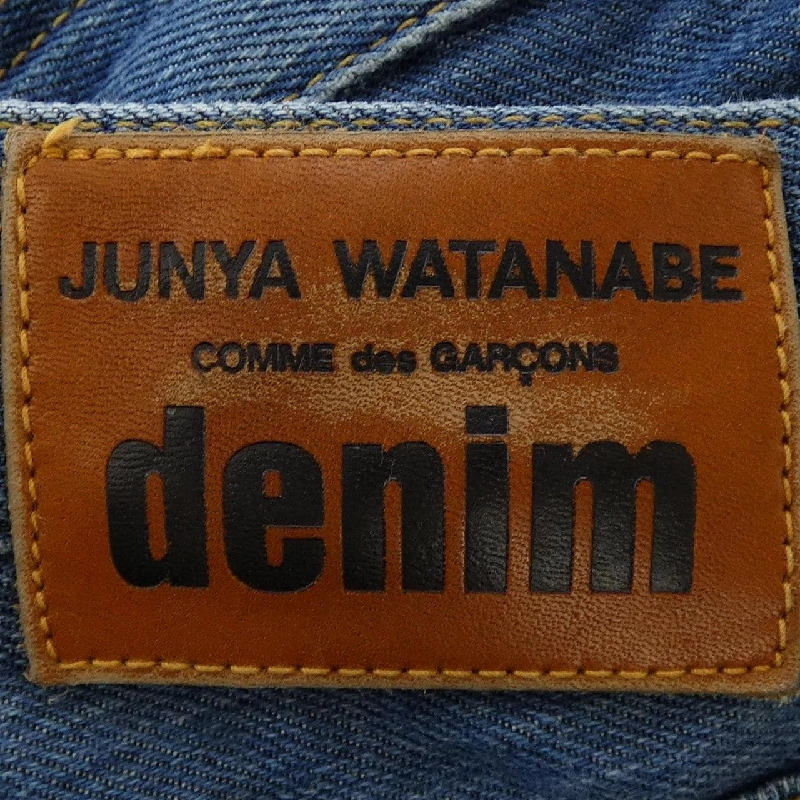 JUNYA WATANABE
COMME des GARÇONS
denim